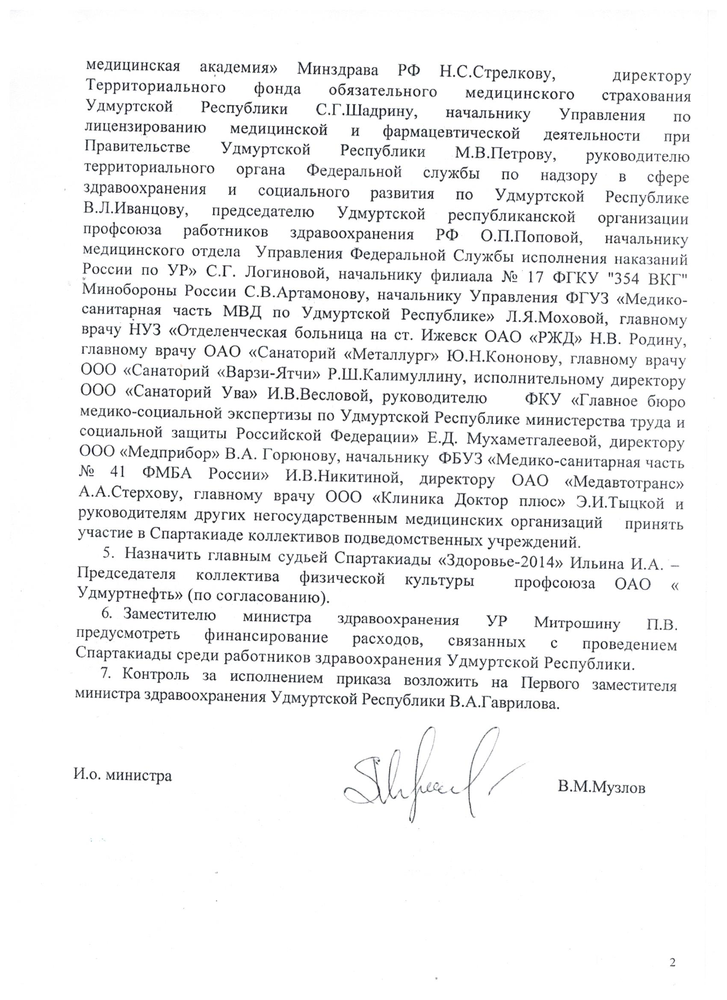 медицинская академия» Минздрава РФ Н.С.Стрелкову, директору
Территориального фонда обязательного медицинского страхования
Удмуртской Республики С.Г.Шадрину, начальнику Управления по
лицензированию медицинской и фармацевтической деятельности при
Правительстве Удмуртской Республики М.В.Петрову, руководителю
территориального органа Федеральной службы по надзору в сфере
здравоохранения и социального развития по Удмуртской Республике
В.Л.Иванцову, председателю Удмуртской республиканской организации
профсоюза работников здравоохранения РФ О.П.Поповой, начальнику
медицинского отдела Управления Федеральной Службы исполнения наказаний
России по УР» С.Г. Логиновой, начальнику филиала № 17 ФГКУ "354 ВКГ"
Минобороны России С.В.Артамонову, начальнику Управления ФГУЗ «Медико-
санитарная часть МВД по Удмуртской Республике» Л.Я.Моховой, главному
врачу НУЗ «Отделенческая больница на ст. Ижевск ОАО «РЖД» Н.В. Родину,
главному врачу ОАО «Санаторий «Металлург» Ю.Н.Кононову, главному врачу
ООО «Санаторий «Варзи-Ятчи» Р.Ш.Калимуллину, исполнительному директору
ООО «Санаторий Ува» И.В.Весловой, руководителю ФКУ «Главное бюро
медико-социальной экспертизы по Удмуртской Республике министерства труда и
социальной защиты Российской Федерации» Е.Д. Мухаметгалеевой, директору
ООО «Медприбор» В.А. Горюнову, начальнику ФБУЗ «Медико-санитарная часть
№ 41 ФМБА России» И.В.Никитиной, директору ОАО «Медавтотранс»
А.А.Стерхову, главному врачу ООО «Клиника Доктор плюс» Э.И.Тыцкой и
руководителям других негосударственным медицинских организаций принять
участие в Спартакиаде коллективов подведомственных учреждений.
5. Назначить главным судьей Спартакиады «Здоровье-2014» Ильина И.А. –
Председателя коллектива физической культуры профсоюза ОАО «
Удмуртнефть» (по согласованию).
6. Заместителю министра здравоохранения УР Митрошину П.В.
предусмотреть финансирование расходов, связанных с проведением
Спартакиады среди работников здравоохранения Удмуртской Республики.
7. Контроль за исполнением приказа возложить на Первого заместителя
министра здравоохранения Удмуртской Республики В.А.Гаврилова.
И.о. министра
В.М.Музлов
2